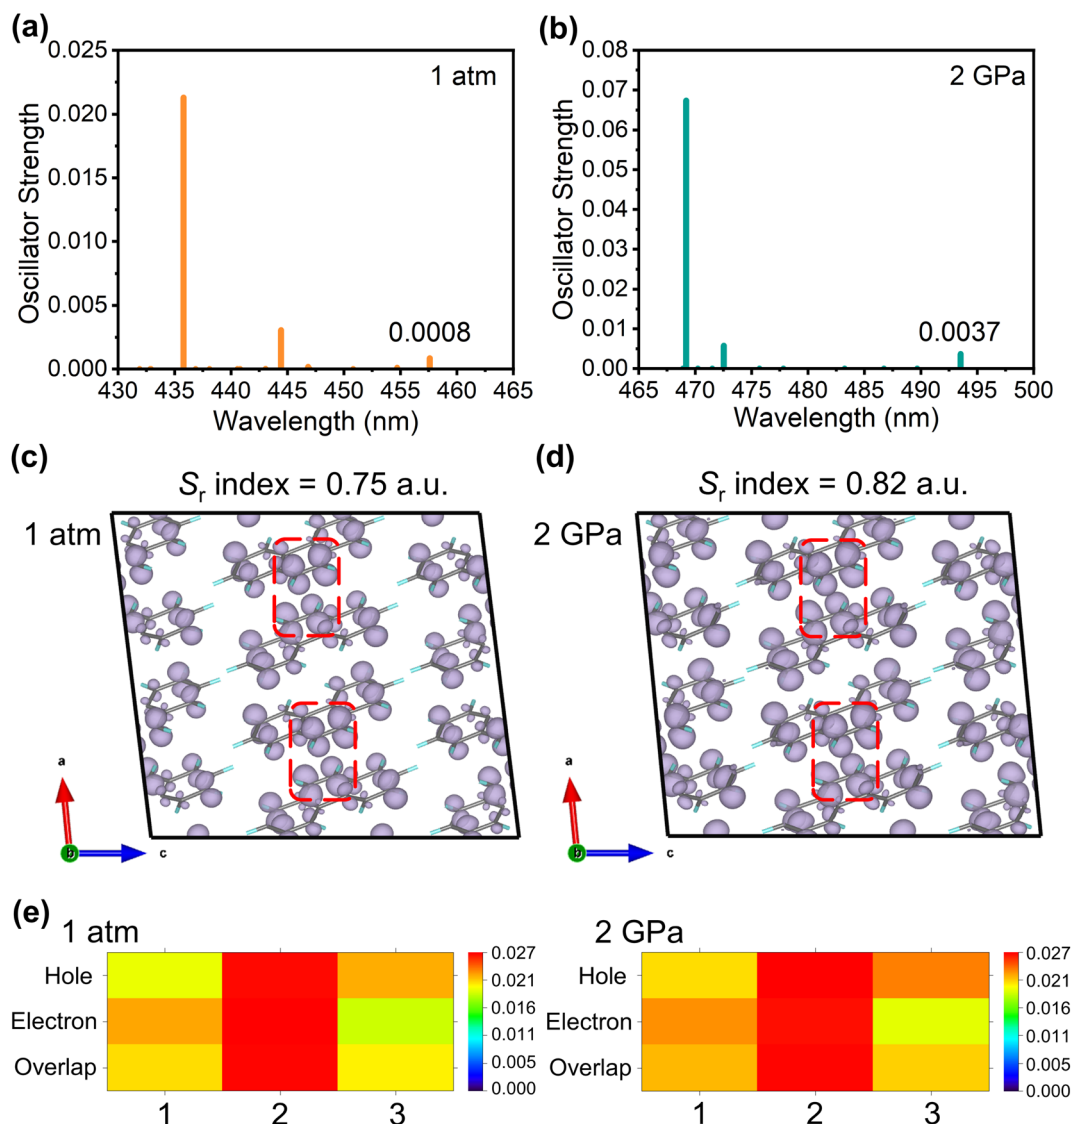 (a)
1 atm
0.025
0.020
0.015
0.010
0.005
0.000
Oscillator Strength
0.0008
430 435 440 445 450 455 460 465
Wavelength (nm)
(b)
2 GPa
0.08
0.07
0.06
0.05
0.04
0.03
0.02
0.01
0.00
Oscillator Strength
0.0037
465 470 475 480 485 490 495 500
Wavelength (nm)
(c)
Sr index = 0.75 a.u.
1 atm
a
b
c
(d)
Sr index = 0.82 a.u.
2 GPa
a
b
c
(e)
1 atm
Hole
Electron
Overlap
1 2 3
0.027
0.021
0.016
0.011
0.005
0.000
2 GPa
Hole
Electron
Overlap
1 2 3
0.027
0.021
0.016
0.011
0.005
0.000